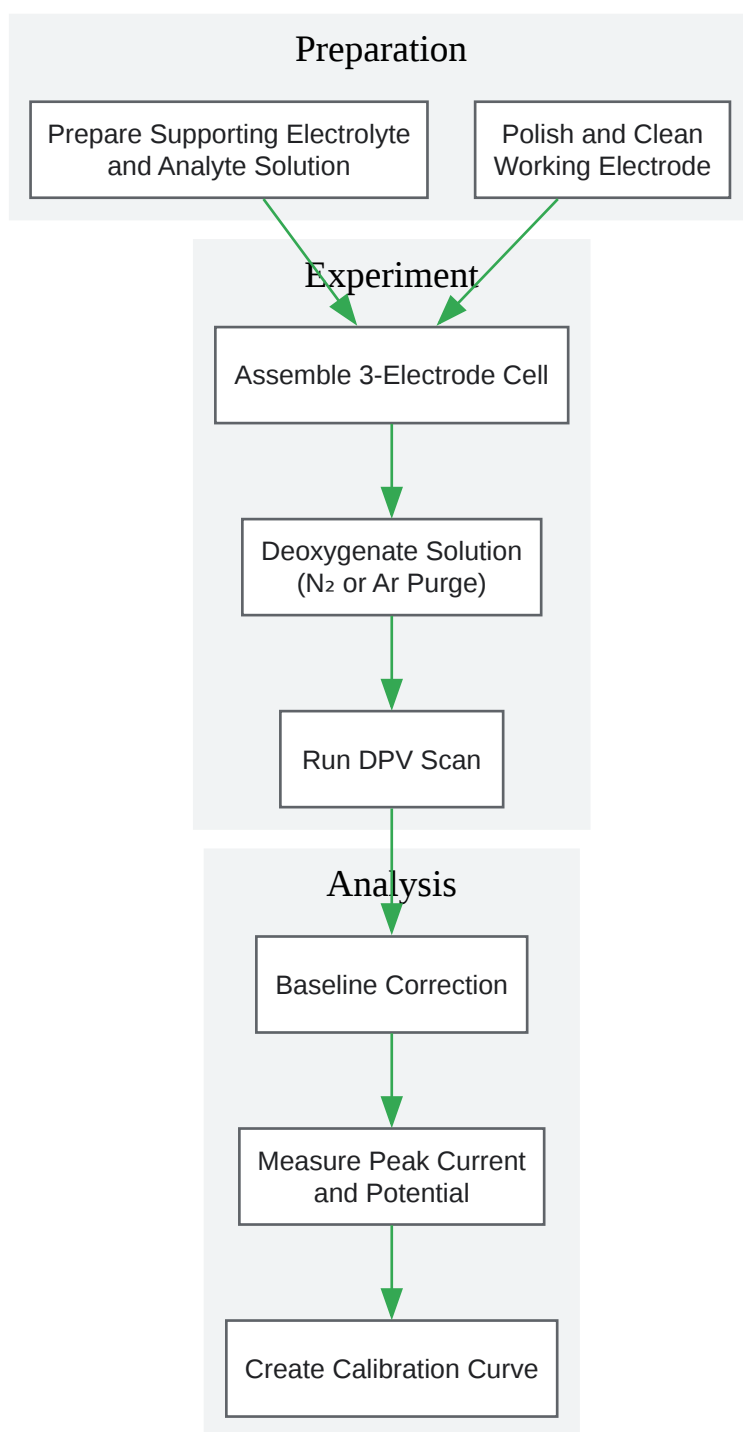 Preparation
Prepare Supporting Electrolyte
and Analyte Solution
Polish and Clean
Working Electrode
Experiment
Assemble 3-Electrode Cell
Deoxygenate Solution
(N₂ or Ar Purge)
Run DPV Scan
Analysis
Baseline Correction
Measure Peak Current
and Potential
Create Calibration Curve